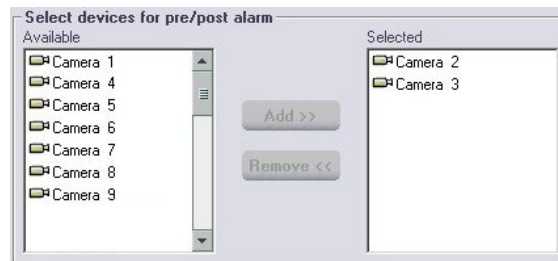 Select devices for pre/post alarm
Available
Selected
Camera 1
Camera 4
Camera 5
Camera 6
Camera 7
Camera 8
Camera 9
Add >>
Remove <<
Camera 2
Camera 3